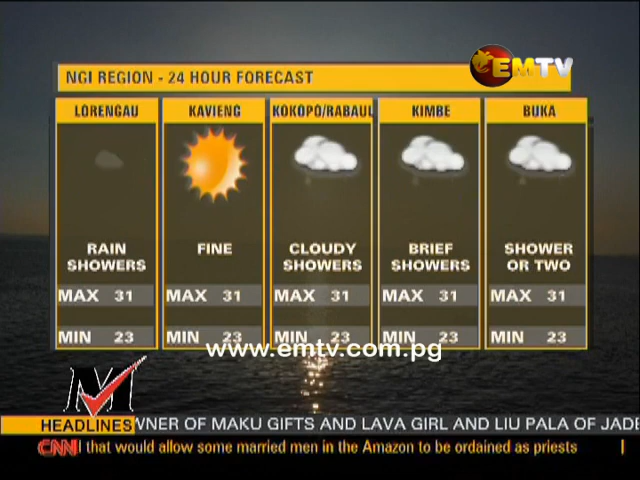 EMTV
NGI REGION - 24 HOUR FORECAST
LORENGAU KAVIENG KOKOPO/RABAUL KIMBE BUKA
RAIN SHOWERS
FINE
CLOUDY SHOWERS
BRIEF SHOWERS
SHOWER OR TWO
MAX 31 MAX 31 MAX 31 MAX 31 MAX 31
MIN 23 MIN 23 MIN 23 MIN 23 MIN 23
www.emtv.com.pg
M
HEADLINES WNER OF MAKU GIFTS AND LAVA GIRL AND LIU PALA OF JADE
CNN that would allow some married men in the Amazon to be ordained as priests